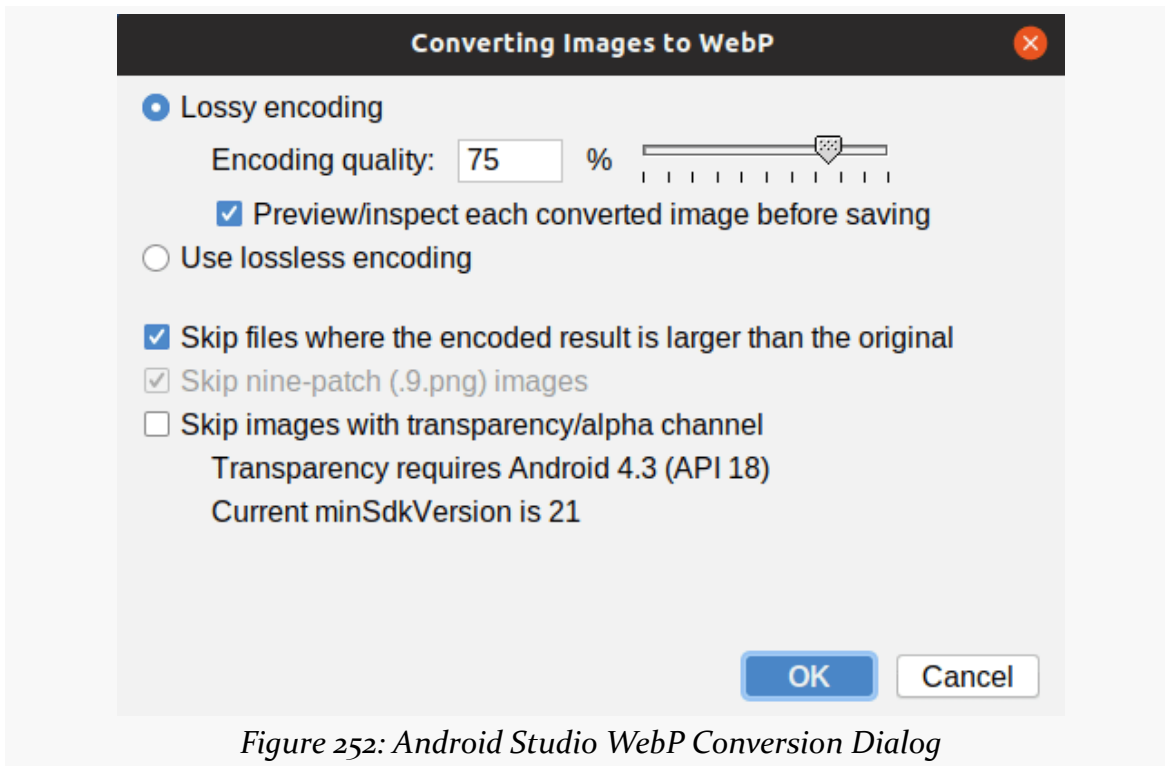 Converting Images to WebP
Lossy encoding
Encoding quality: 75 %
Preview/inspect each converted image before saving
Use lossless encoding
Skip files where the encoded result is larger than the original
Skip nine-patch (.9.png) images
Skip images with transparency/alpha channel
Transparency requires Android 4.3 (API 18)
Current minSdkVersion is 21
OK Cancel
Figure 252: Android Studio WebP Conversion Dialog